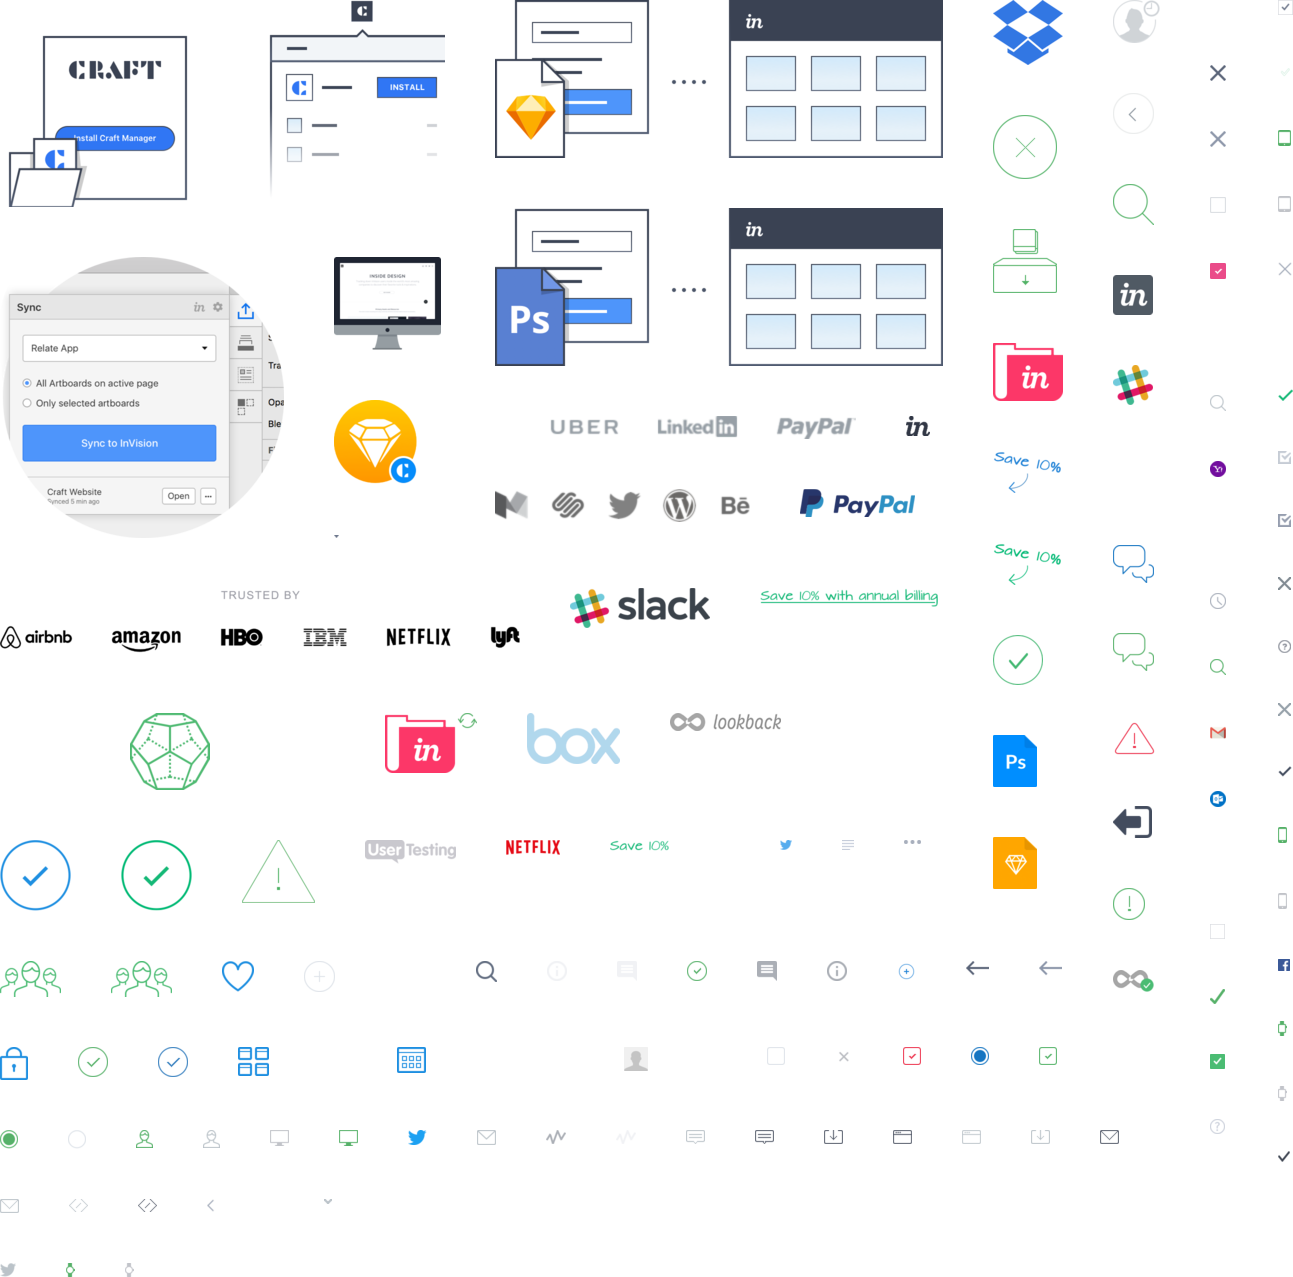 CRAFT
Install Craft Manager
C
C
C
INSTALL
in
in
Ps
Sync
in
Relate App
All Artboards on active page
Only selected artboards
Sync to InVision
Craft Website
Synced 5 min ago
Open
Tra
Opa
Ble
INSIDE DESIGN
C
UBER
LinkedIn
PayPal
in
Bē
PayPal
in
in
Save 10%
Save 10%
TRUSTED BY
airbnb
amazon
HBO
IBM
NETFLIX
lyft
slack
Save 10% with annual billing
in
box
lookback
Ps
UserTesting
NETFLIX
Save 10%